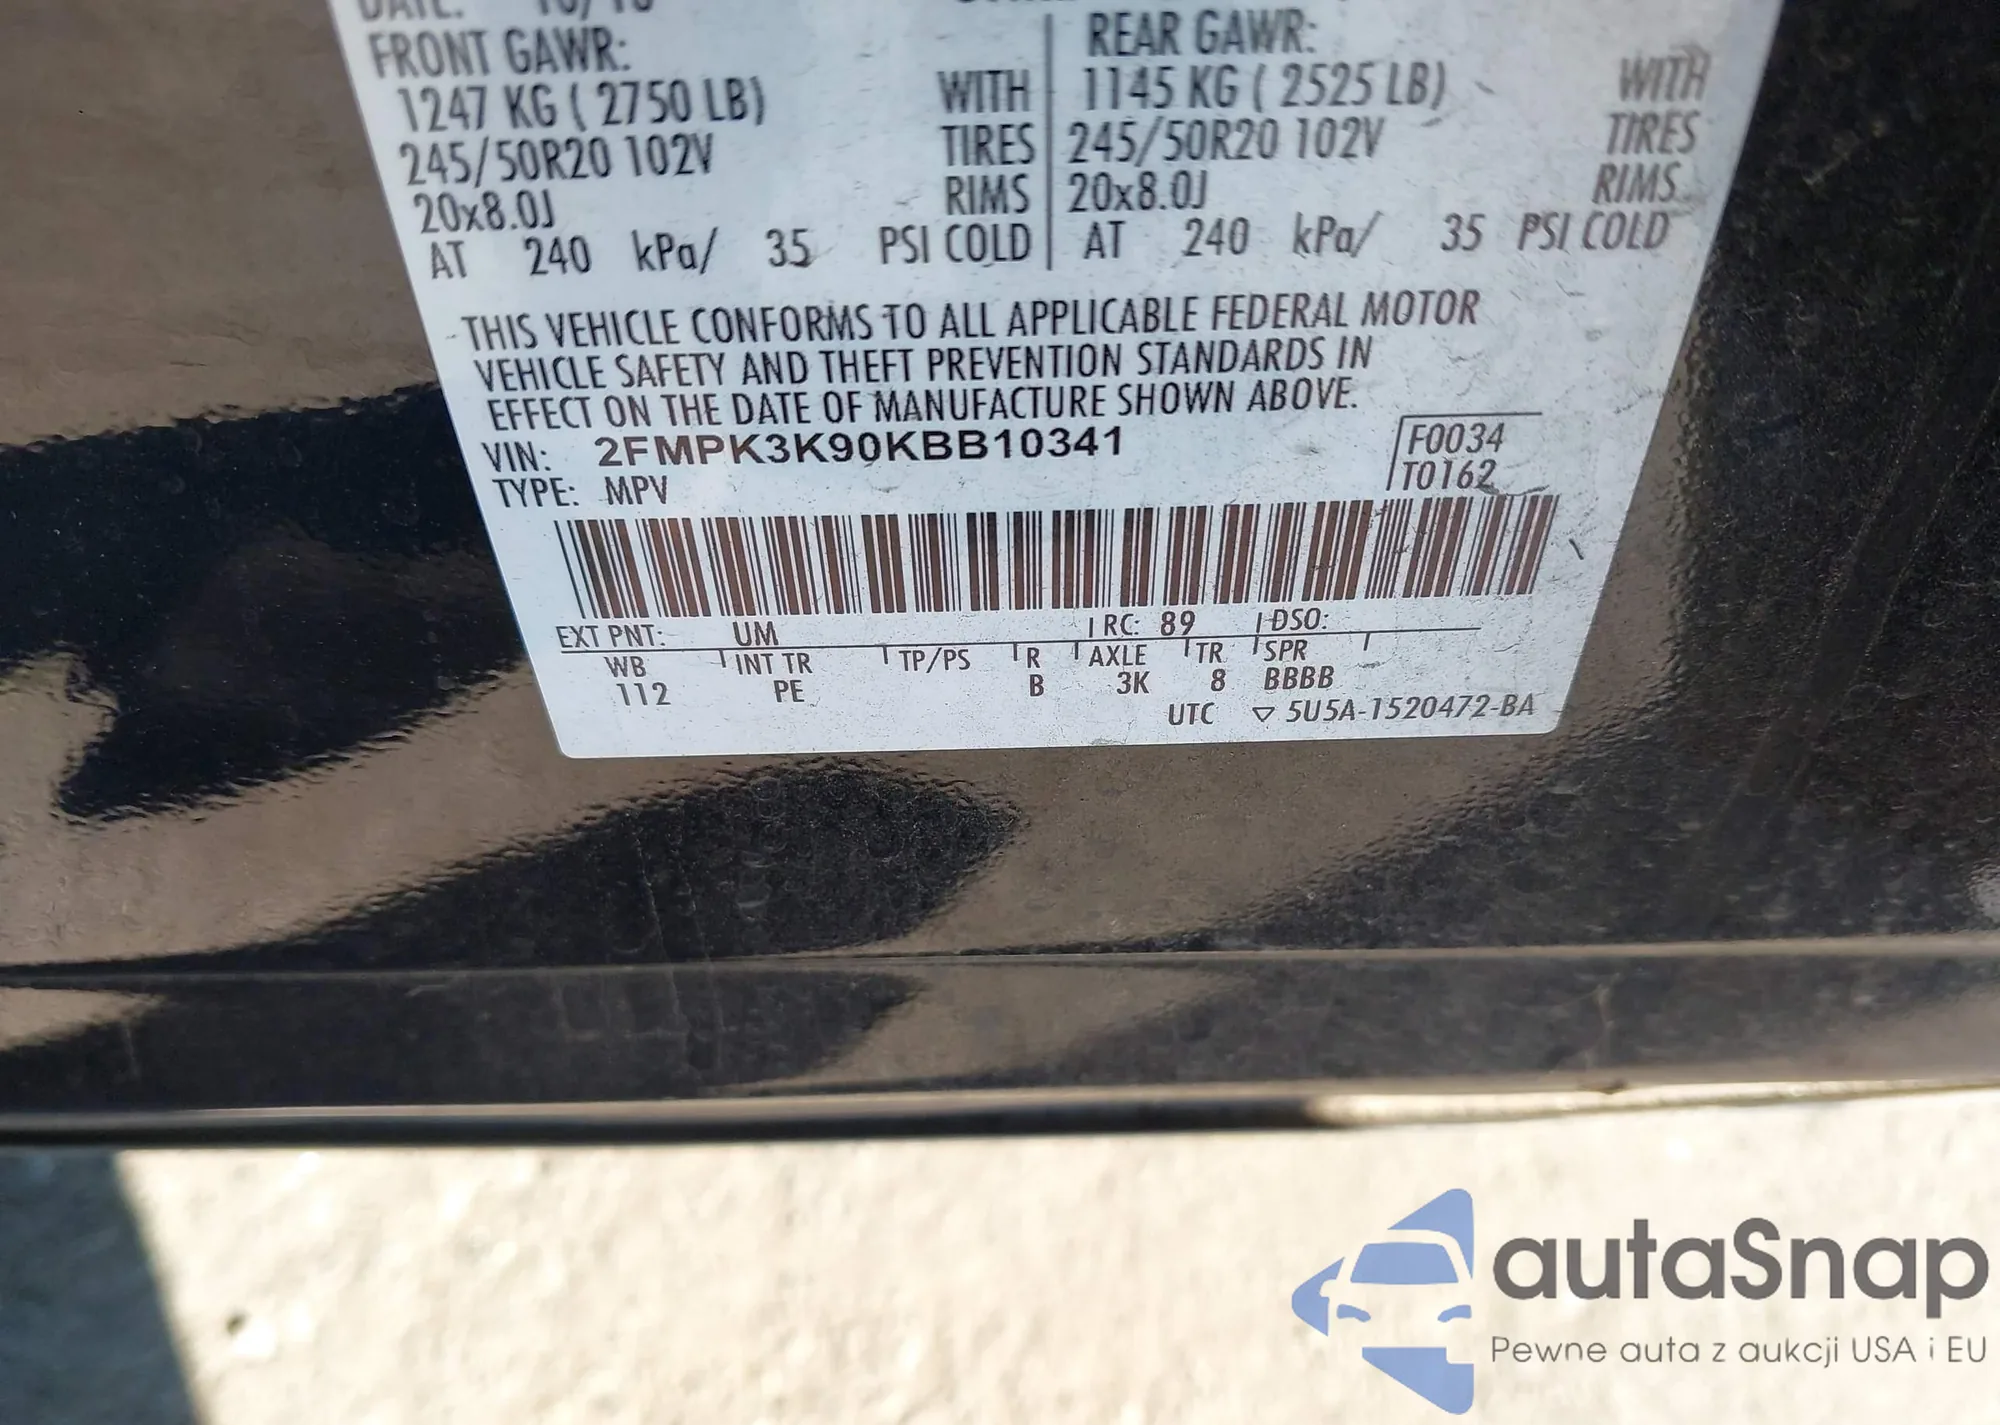 DATE: 10/18
FRONT GAWR: REAR GAWR:
1247 KG ( 2750 LB) WITH 1145 KG ( 2525 LB) WITH
245/50R20 102V TIRES 245/50R20 102V TIRES
20x8.0J RIMS 20x8.0J RIMS
AT 240 kPa/ 35 PSI COLD AT 240 kPa/ 35 PSI COLD
THIS VEHICLE CONFORMS TO ALL APPLICABLE FEDERAL MOTOR
VEHICLE SAFETY AND THEFT PREVENTION STANDARDS IN
EFFECT ON THE DATE OF MANUFACTURE SHOWN ABOVE.
VIN: 2FMPK3K90KBB10341 F0034
TYPE: MPV T0162
EXT PNT: UM RC: 89 DSO:
WB INT TR TP/PS R AXLE TR SPR
112 PE B 3K 8 BBBB
UTC ▽ 5U5A-1520472-BA
autaSnap
Pewne auta z aukcji USA i EU